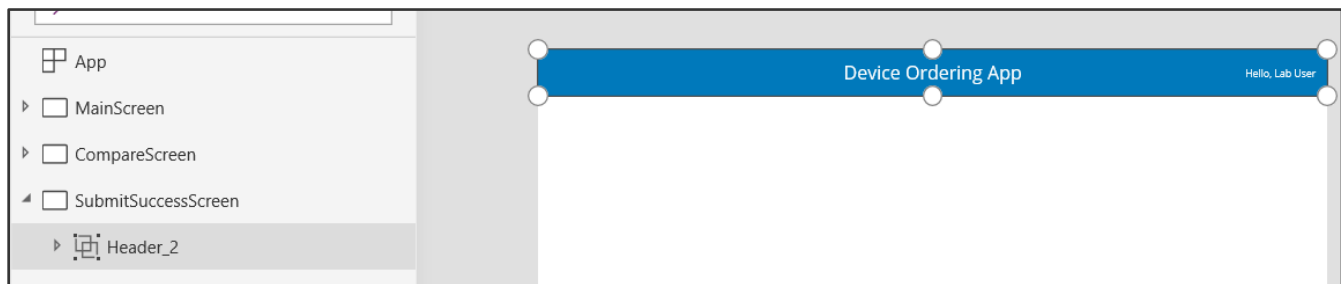 App
MainScreen
CompareScreen
SubmitSuccessScreen
Header_2
Device Ordering App
Hello, Lab User